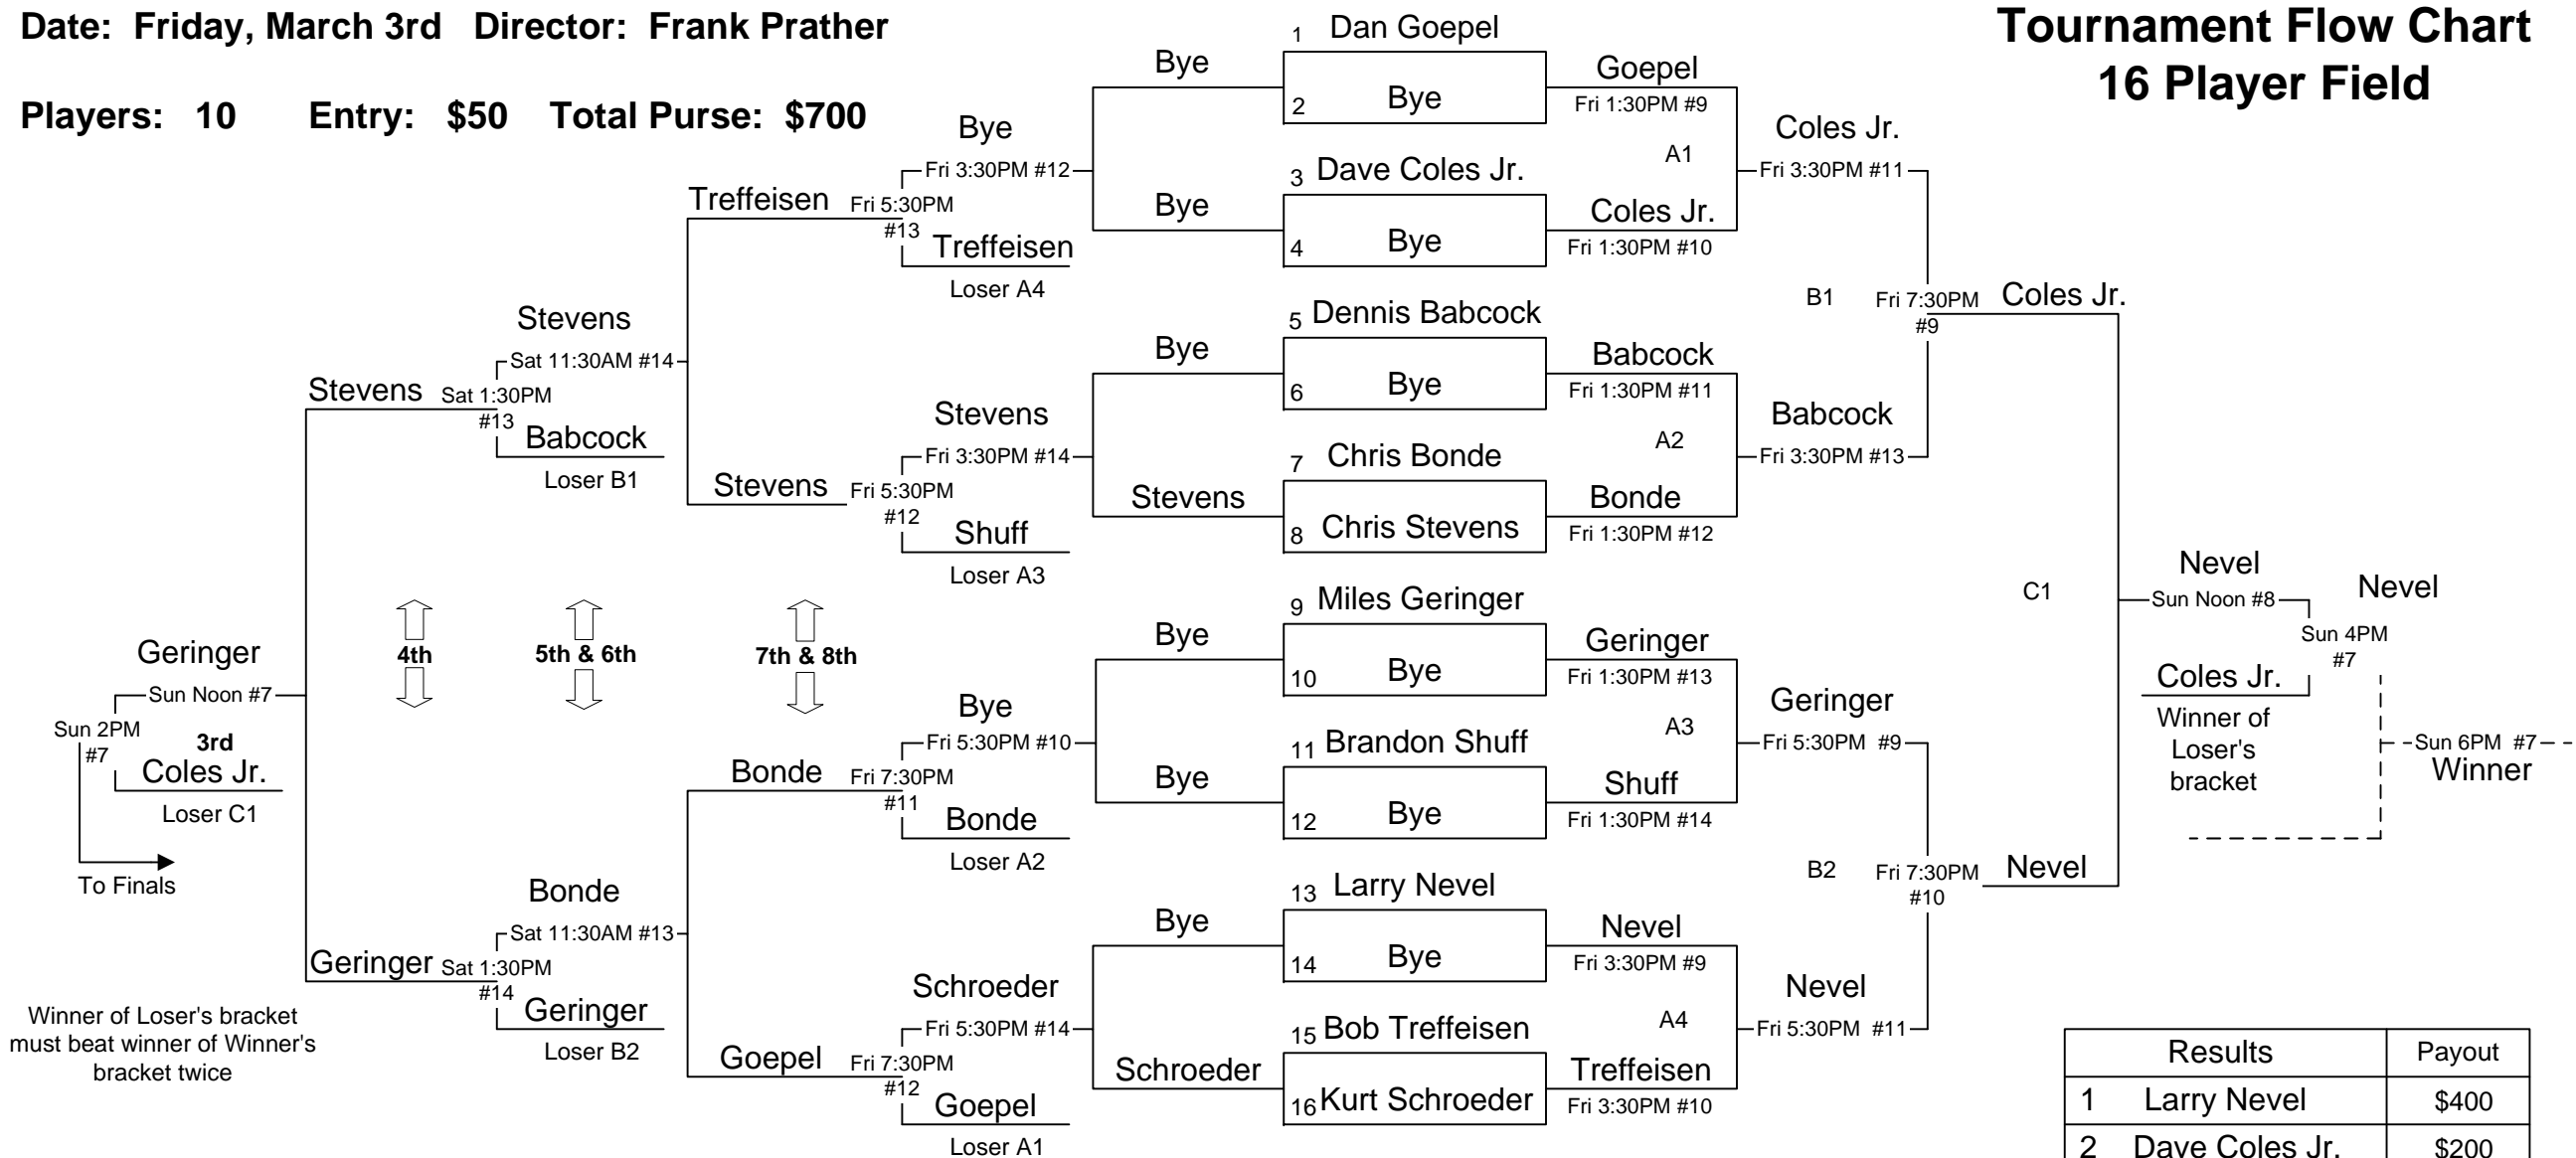 Date: Friday, March 3rd Director: Frank Prather
Players: 10 Entry: $50 Total Purse: $700
Tournament Flow Chart
16 Player Field
Geringer
Sun Noon #7
Sun 2PM
#7
3rd
Coles Jr.
Loser C1
To Finals
Winner of Loser's bracket
must beat winner of Winner's
bracket twice
Stevens
Sat 1:30PM
#13
4th
Geringer
Sat 1:30PM
#14
Stevens
Sat 11:30AM #14
Babcock
Loser B1
5th & 6th
Bonde
Sat 11:30AM #13
Geringer
Loser B2
Treffeisen
Fri 5:30PM
#13
Stevens
Fri 5:30PM
#12
7th & 8th
Bonde
Fri 7:30PM
#11
Goepel
Fri 7:30PM
#12
Bye
Fri 3:30PM #12
Treffeisen
Loser A4
Stevens
Fri 3:30PM #14
Shuff
Loser A3
Bye
Fri 5:30PM #10
Bonde
Loser A2
Schroeder
Fri 5:30PM #14
Goepel
Loser A1
Bye
Bye
Bye
Stevens
Bye
Bye
Bye
Schroeder
1 Dan Goepel
2 Bye
3 Dave Coles Jr.
4 Bye
5 Dennis Babcock
6 Bye
7 Chris Bonde
8 Chris Stevens
9 Miles Geringer
10 Bye
11 Brandon Shuff
12 Bye
13 Larry Nevel
14 Bye
15 Bob Treffeisen
16 Kurt Schroeder
Goepel
Fri 1:30PM #9
A1
Coles Jr.
Fri 1:30PM #10
Babcock
Fri 1:30PM #11
A2
Bonde
Fri 1:30PM #12
Geringer
Fri 1:30PM #13
A3
Shuff
Fri 1:30PM #14
Nevel
Fri 3:30PM #9
A4
Treffeisen
Fri 3:30PM #10
Coles Jr.
Fri 3:30PM #11
B1
Babcock
Fri 3:30PM #13
Geringer
Fri 5:30PM #9
B2
Nevel
Fri 5:30PM #11
Fri 7:30PM
#9
Coles Jr.
C1
Fri 7:30PM
#10
Nevel
Nevel
Sun Noon #8
Coles Jr.
Winner of
Loser's
bracket
Nevel
Sun 4PM
#7
Sun 6PM #7
Winner
Results Payout
1 Larry Nevel $400
2 Dave Coles Jr. $200